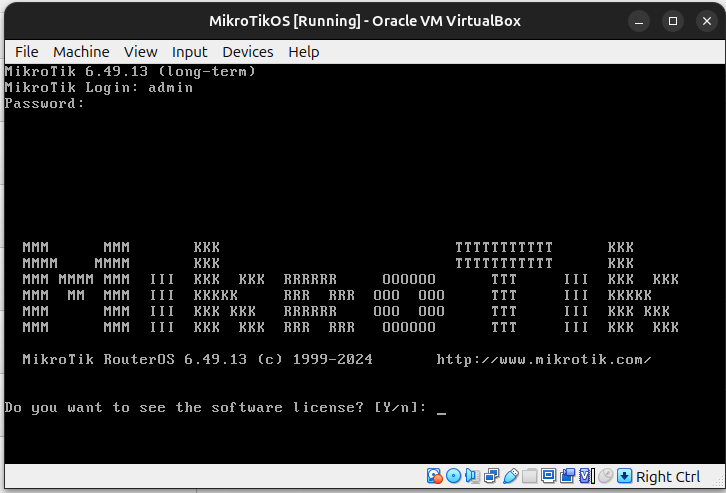 MikroTikOS [Running] - Oracle VM VirtualBox
File Machine View Input Devices Help
MikroTik 6.49.13 (long-term)
MikroTik Login: admin
Password:
  MMM      MMM       KKK                          TTTTTTTTTTT      KKK
  MMMM    MMMM       KKK                          TTTTTTTTTTT      KKK
  MMM MMMM MMM  III  KKK  KKK  RRRRRR     OOOOOO      TTT     III  KKK  KKK
  MMM  MM  MMM  III  KKKKK     RRR  RRR  OOO  OOO     TTT     III  KKKKK
  MMM      MMM  III  KKK KKK   RRRRRR    OOO  OOO     TTT     III  KKK KKK
  MMM      MMM  III  KKK  KKK  RRR  RRR   OOOOOO      TTT     III  KKK  KKK
MikroTik RouterOS 6.49.13 (c) 1999-2024       http://www.mikrotik.com/
Do you want to see the software license? [Y/n]: _
Right Ctrl